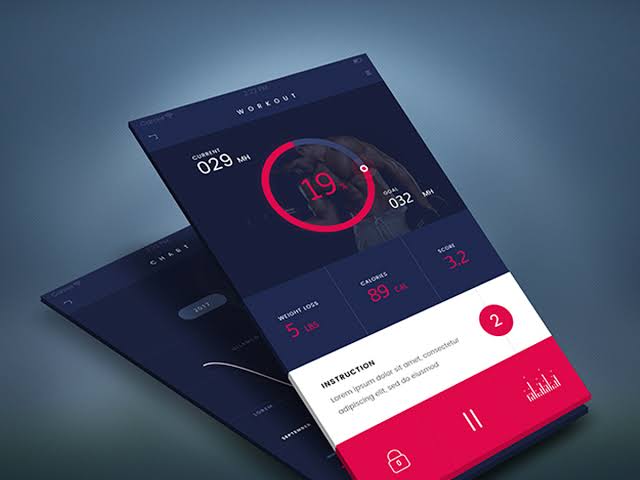 2:22 PM
WORKOUT
CURRENT
029 MH
19 %
GOAL
032 MH
WEIGHT LOSS
5 LBS
CALORIES
89 CAL
SCORE
3.2
INSTRUCTION
Lorem ipsum dolor sit amet, consectetur
adipiscing elit, sed do eiusmod
2
CHART
2017
LOREM
SEPTEMBER